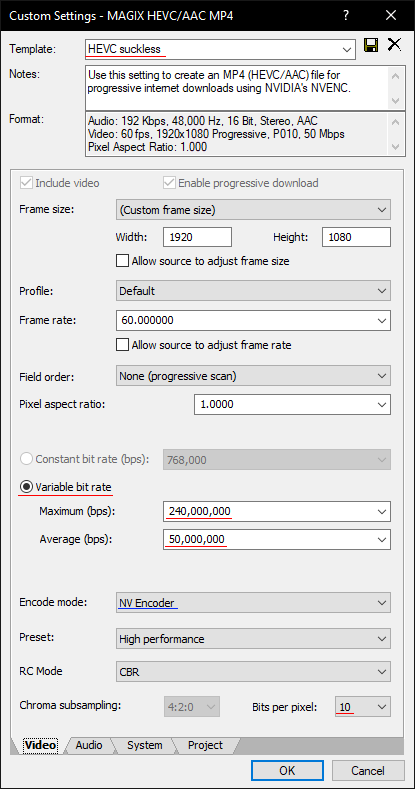 Custom Settings - MAGIX HEVC/AAC MP4
Template: HEVC suckless
Notes: Use this setting to create an MP4 (HEVC/AAC) file for
progressive internet downloads using NVIDIA's NVENC.
Format: Audio: 192 Kbps, 48,000 Hz, 16 Bit, Stereo, AAC
Video: 60 fps, 1920x1080 Progressive, P010, 50 Mbps
Pixel Aspect Ratio: 1.000
Include video Enable progressive download
Frame size: (Custom frame size)
Width: 1920 Height: 1080
Allow source to adjust frame size
Profile: Default
Frame rate: 60.000000
Allow source to adjust frame rate
Field order: None (progressive scan)
Pixel aspect ratio: 1.0000
Constant bit rate (bps): 768,000
Variable bit rate
Maximum (bps): 240,000,000
Average (bps): 50,000,000
Encode mode: NV Encoder
Preset: High performance
RC Mode CBR
Chroma subsampling: 4:2:0 Bits per pixel: 10
Video Audio System Project
OK Cancel